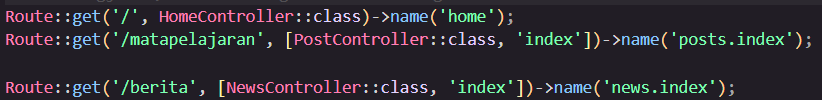 Route::get('/', HomeController::class)->name('home');
Route::get('/matapelajaran', [PostController::class, 'index'])->name('posts.index');
Route::get('/berita', [NewsController::class, 'index'])->name('news.index');